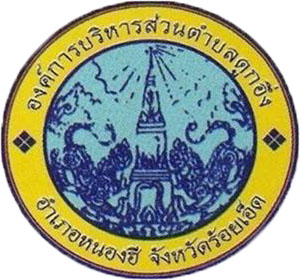 องค์การบริหารส่วนตำบลดูกอึ่ง
อำเภอหนองฮี จังหวัดร้อยเอ็ด